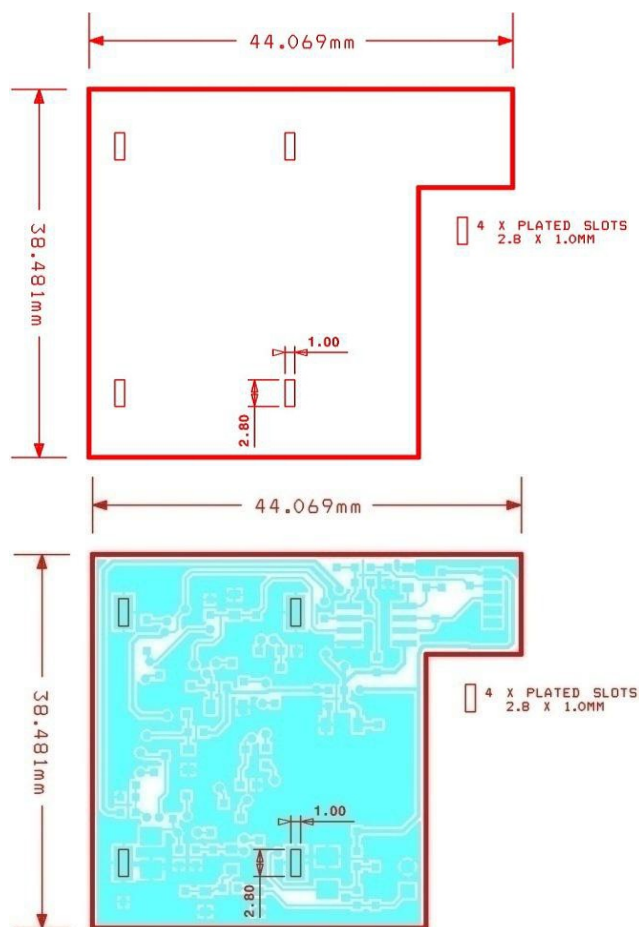 44.069mm
38.481mm
4 X PLATED SLOTS
2.8 X 1.0MM
1.00
2.80
44.069mm
38.481mm
4 X PLATED SLOTS
2.8 X 1.0MM
1.00
2.80